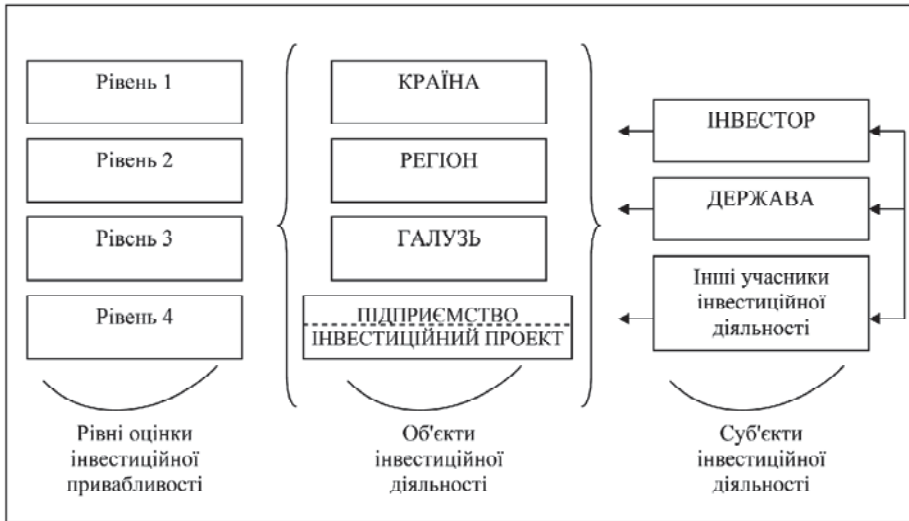 Рівень 1
Рівень 2
Рівень 3
Рівень 4
Рівні оцінки
інвестиційної
привабливості
КРАЇНА
РЕГІОН
ГАЛУЗЬ
ПІДПРИЄМСТВО
ІНВЕСТИЦІЙНИЙ ПРОЕКТ
Об'єкти
інвестиційної
діяльності
ІНВЕСТОР
ДЕРЖАВА
Інші учасники
інвестиційної
діяльності
Суб'єкти
інвестиційної
діяльності